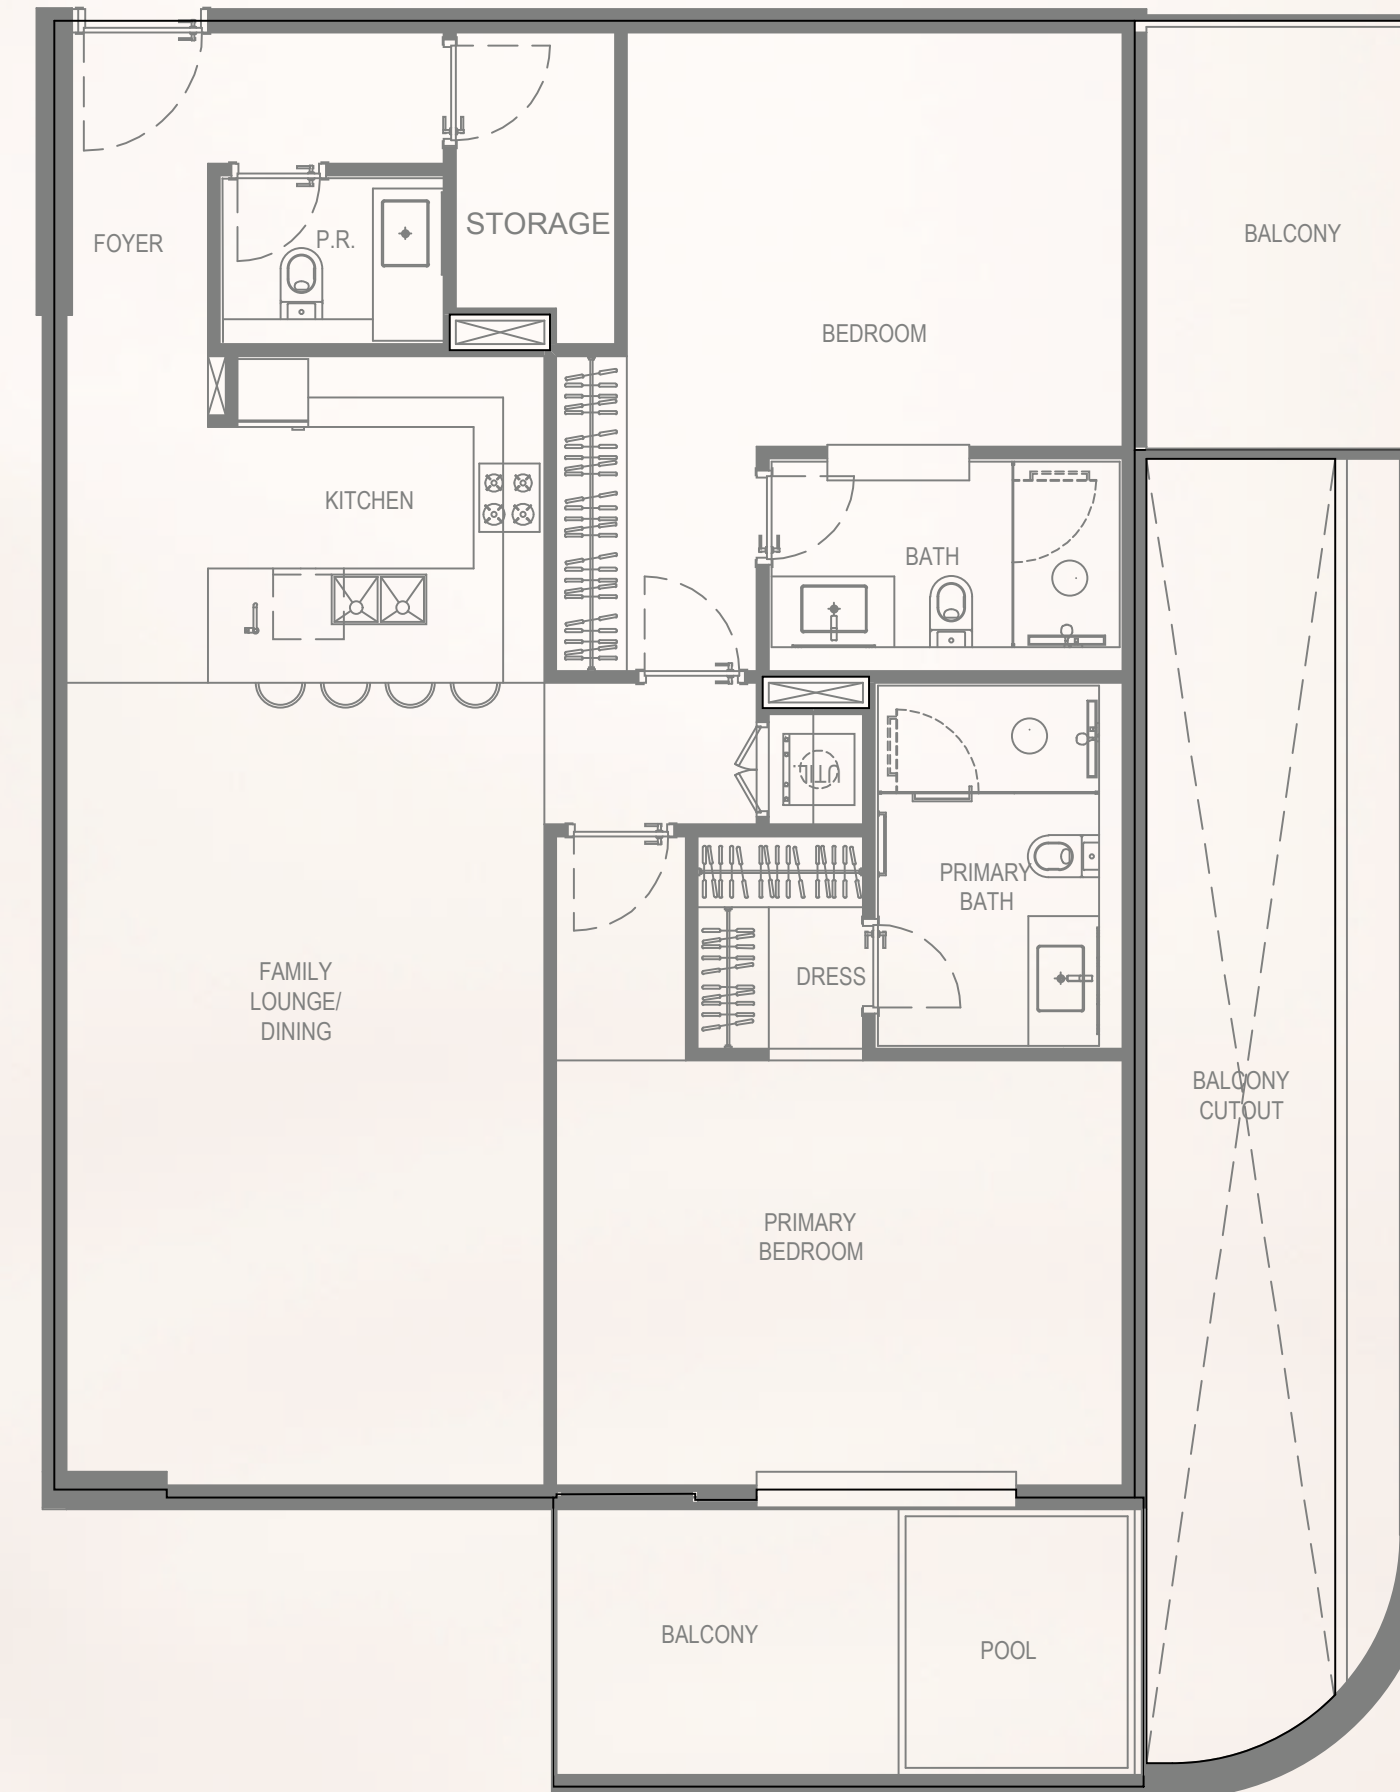 STORAGE
FOYER
P.R.
BALCONY
BEDROOM
KITCHEN
BATH
UTIL.
PRIMARY
BATH
FAMILY
LOUNGE/
DINING
DRESS
BALCONY
CUTOUT
PRIMARY
BEDROOM
BALCONY
POOL